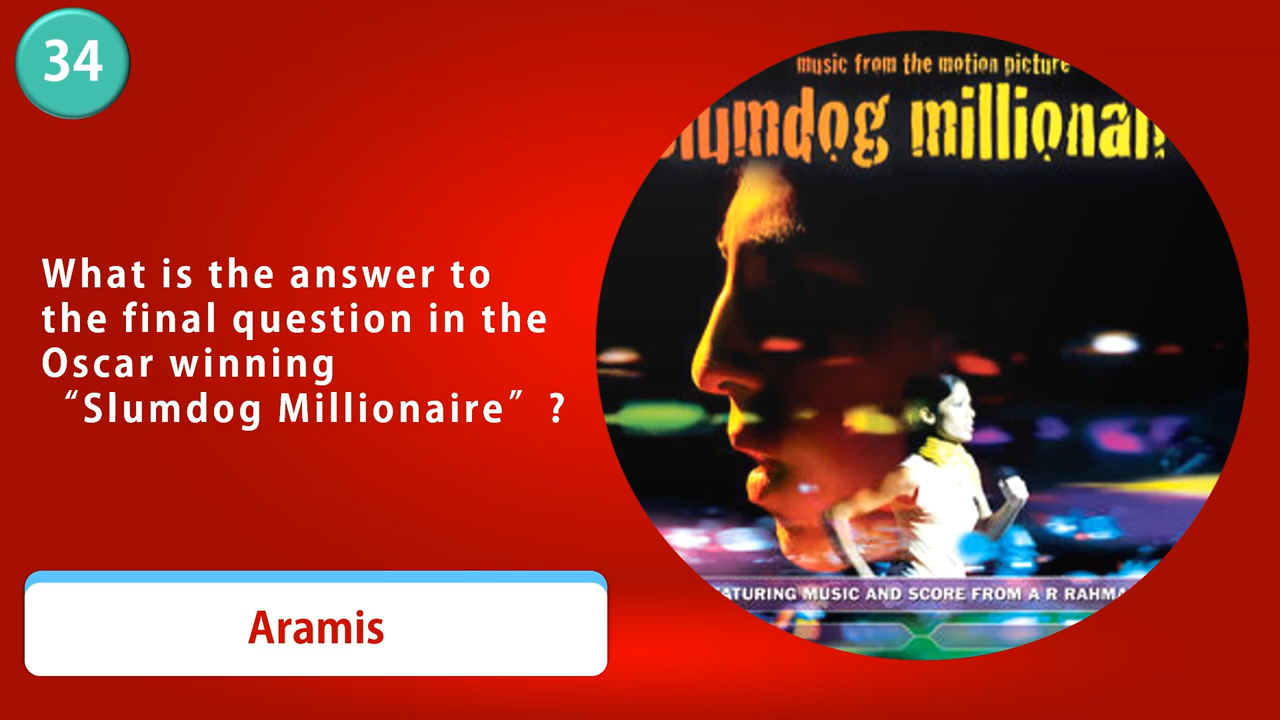 34
What is the answer to
the final question in the
Oscar winning
“Slumdog Millionaire” ?
Aramis
music from the motion picture
lumdog millionai
ATURING MUSIC AND SCORE FROM A R RAHMA